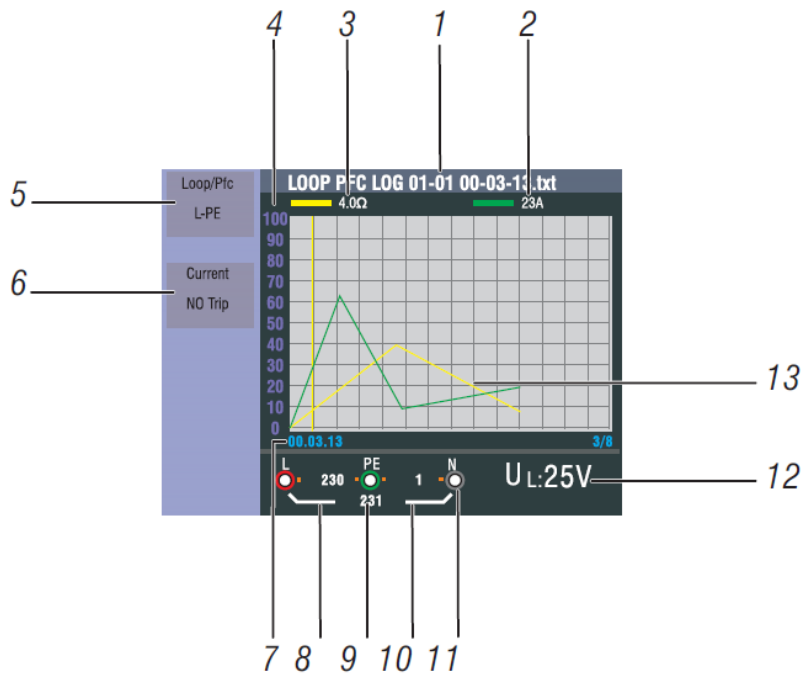 4 3 1 2
5
6
Loop/Pfc
L-PE
Current
NO Trip
LOOP PFC LOG 01-01 00-03-13.txt
4.0Ω 23A
100
90
80
70
60
50
40
30
20
10
0
00.03.13 3/8
13
L PE N
230 1
231
UL:25V
12
7 8 9 10 11